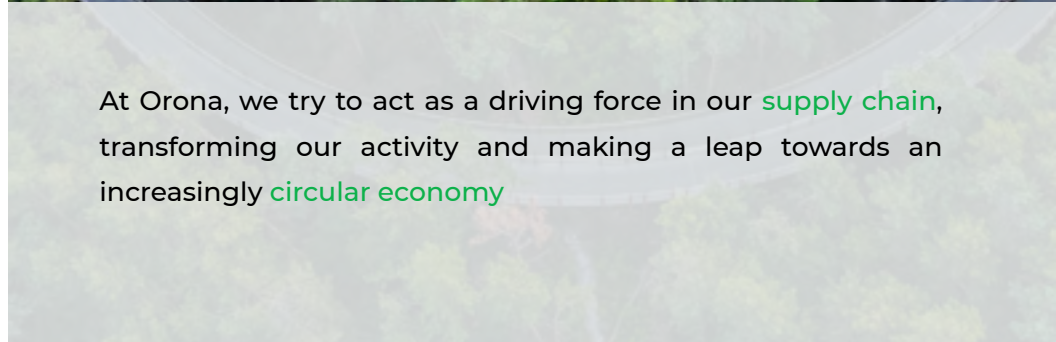 At Orona, we try to act as a driving force in our supply chain,
transforming our activity and making a leap towards an
increasingly circular economy